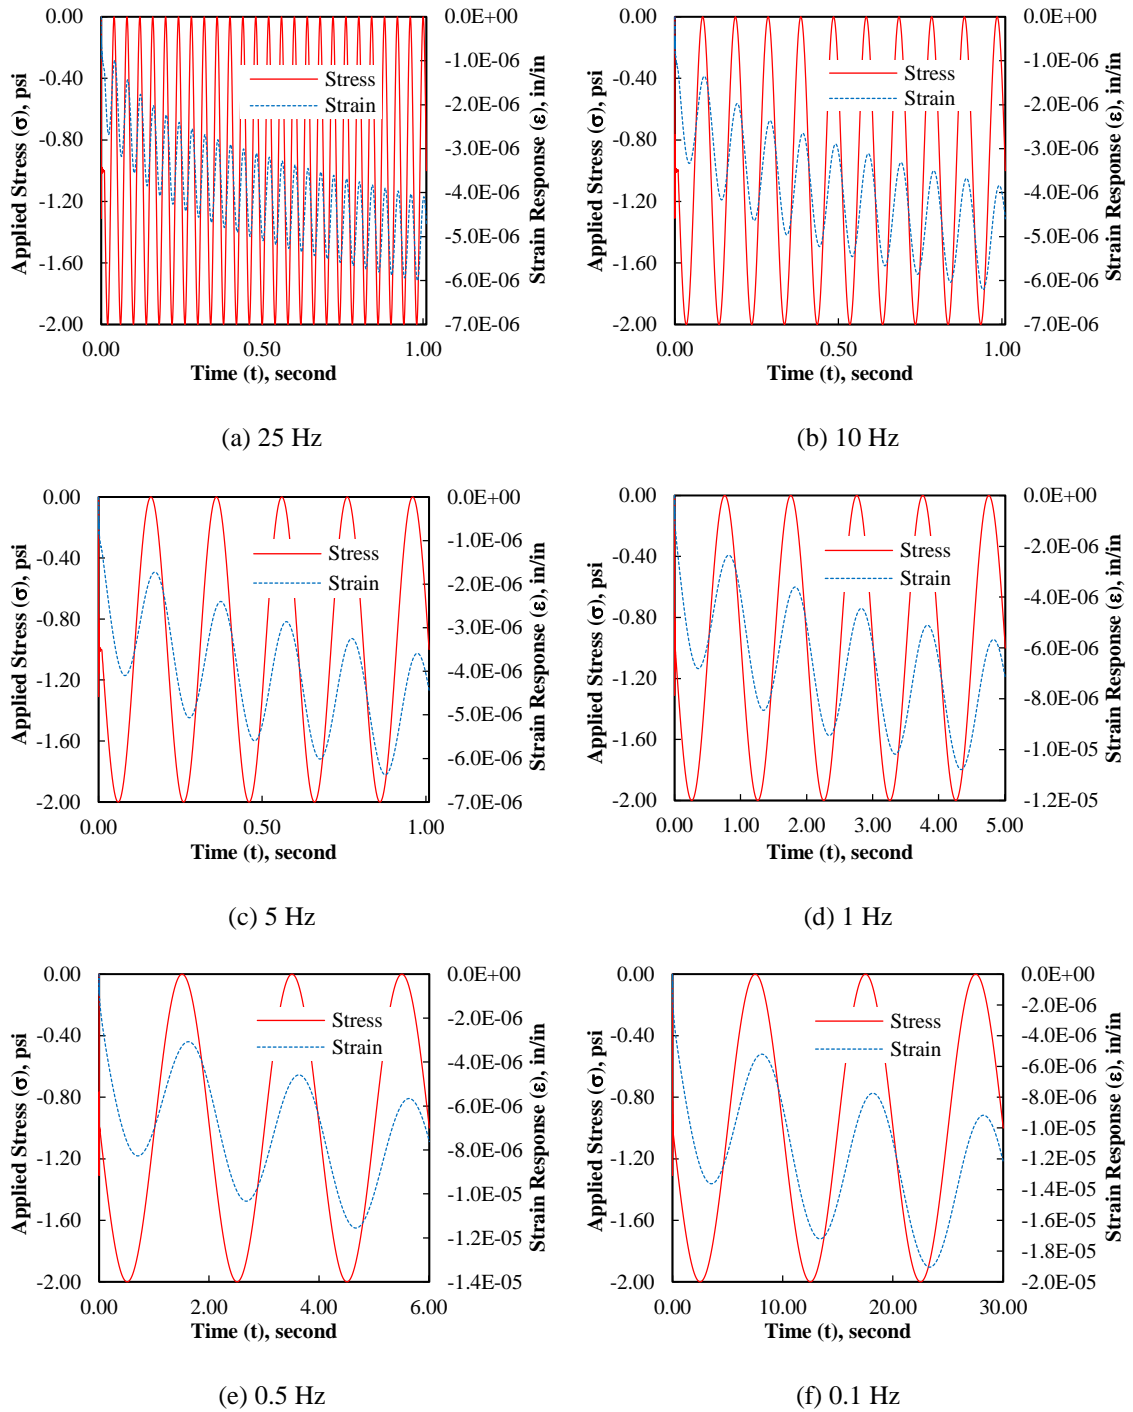 0.00
-0.40
-0.80
-1.20
-1.60
-2.00
Applied Stress (σ), psi
0.0E+00
-1.0E-06
-2.0E-06
-3.0E-06
-4.0E-06
-5.0E-06
-6.0E-06
-7.0E-06
Strain Response (ε), in/in
Stress
Strain
0.00 0.50 1.00
Time (t), second
(a) 25 Hz
0.00
-0.40
-0.80
-1.20
-1.60
-2.00
Applied Stress (σ), psi
0.0E+00
-1.0E-06
-2.0E-06
-3.0E-06
-4.0E-06
-5.0E-06
-6.0E-06
-7.0E-06
Strain Response (ε), in/in
Stress
Strain
0.00 0.50 1.00
Time (t), second
(b) 10 Hz
0.00
-0.40
-0.80
-1.20
-1.60
-2.00
Applied Stress (σ), psi
0.0E+00
-1.0E-06
-2.0E-06
-3.0E-06
-4.0E-06
-5.0E-06
-6.0E-06
-7.0E-06
Strain Response (ε), in/in
Stress
Strain
0.00 0.50 1.00
Time (t), second
(c) 5 Hz
0.00
-0.40
-0.80
-1.20
-1.60
-2.00
Applied Stress (σ), psi
0.0E+00
-2.0E-06
-4.0E-06
-6.0E-06
-8.0E-06
-1.0E-05
-1.2E-05
Strain Response (ε), in/in
Stress
Strain
0.00 1.00 2.00 3.00 4.00 5.00
Time (t), second
(d) 1 Hz
0.00
-0.40
-0.80
-1.20
-1.60
-2.00
Applied Stress (σ), psi
0.0E+00
-2.0E-06
-4.0E-06
-6.0E-06
-8.0E-06
-1.0E-05
-1.2E-05
-1.4E-05
Strain Response (ε), in/in
Stress
Strain
0.00 2.00 4.00 6.00
Time (t), second
(e) 0.5 Hz
0.00
-0.40
-0.80
-1.20
-1.60
-2.00
Applied Stress (σ), psi
0.0E+00
-2.0E-06
-4.0E-06
-6.0E-06
-8.0E-06
-1.0E-05
-1.2E-05
-1.4E-05
-1.6E-05
-1.8E-05
-2.0E-05
Strain Response (ε), in/in
Stress
Strain
0.00 10.00 20.00 30.00
Time (t), second
(f) 0.1 Hz